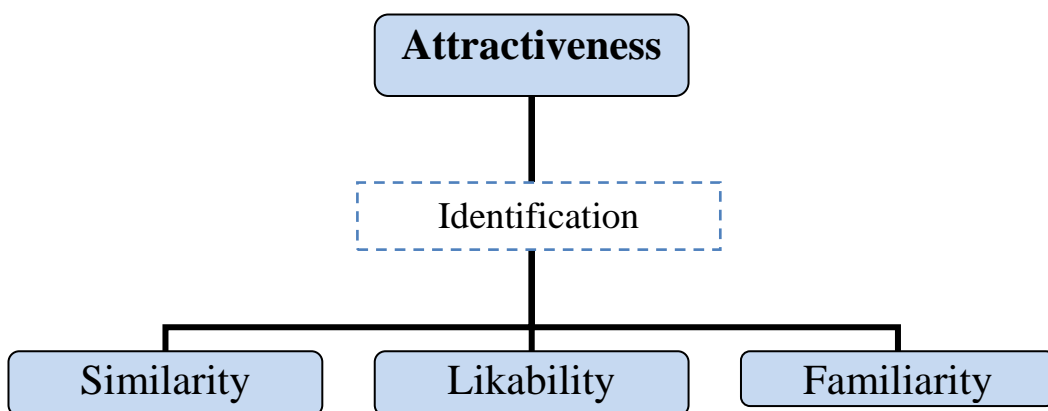 Attractiveness
Identification
Similarity
Likability
Familiarity